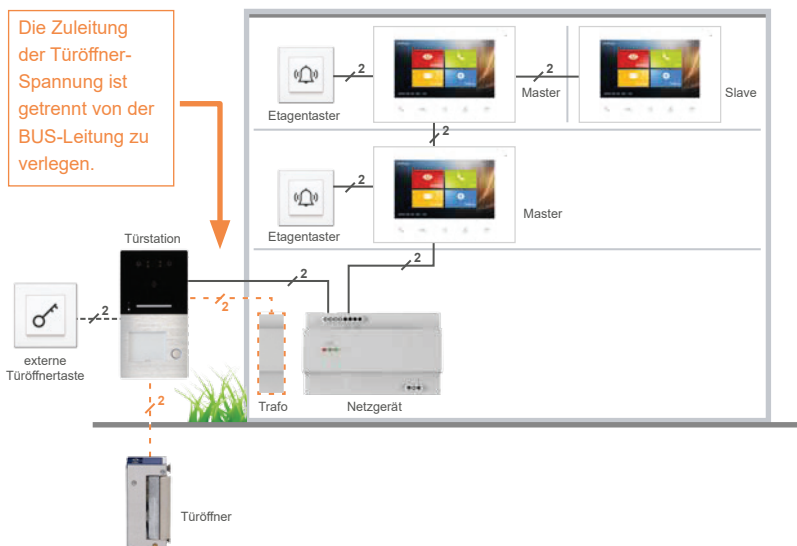 Die Zuleitung
der Türöffner-
Spannung ist
getrennt von der
BUS-Leitung zu
verlegen.
2
2
Etagentaster
Master
Slave
2
2
Etagentaster
Master
Türstation
2
2
2
2
externe
Türöffnertaste
Trafo
Netzgerät
2
Türöffner